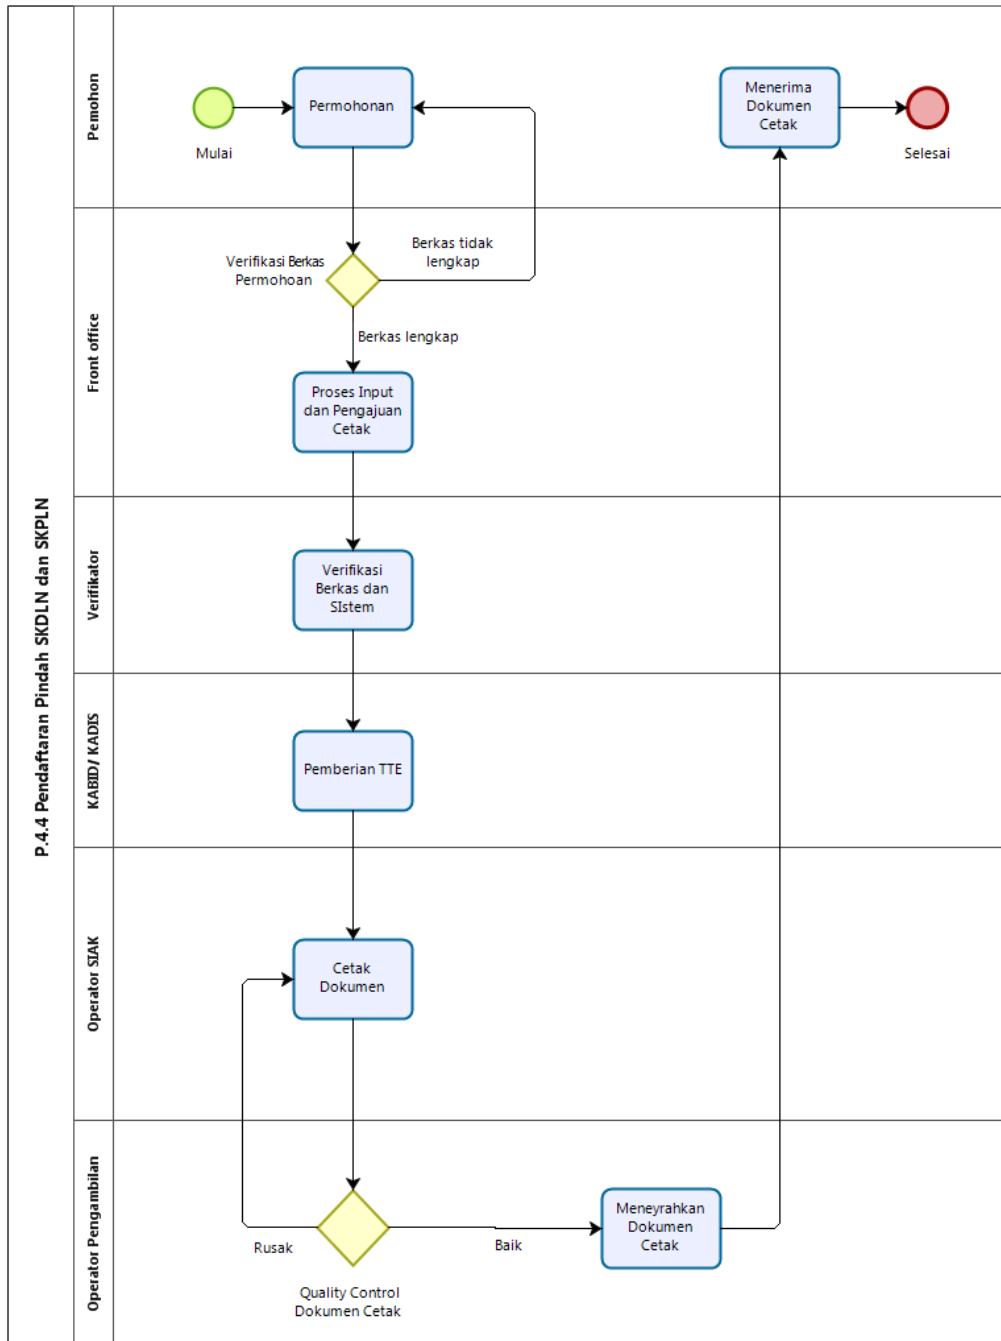 P.4.4 Pendaftaran Pindah SKDLN dan SKPLN
Pemohon
Mulai
Permohonan
Menerima
Dokumen
Cetak
Selesai
Front office
Verifikasi Berkas
Permohoan
Berkas tidak
lengkap
Berkas lengkap
Proses Input
dan Pengajuan
Cetak
Verifikator
Verifikasi
Berkas dan
SIstem
KABID/ KADIS
Pemberian TTE
Operator SIAK
Cetak
Dokumen
Operator Pengambilan
Rusak
Quality Control
Dokumen Cetak
Baik
Meneyrahkan
Dokumen
Cetak